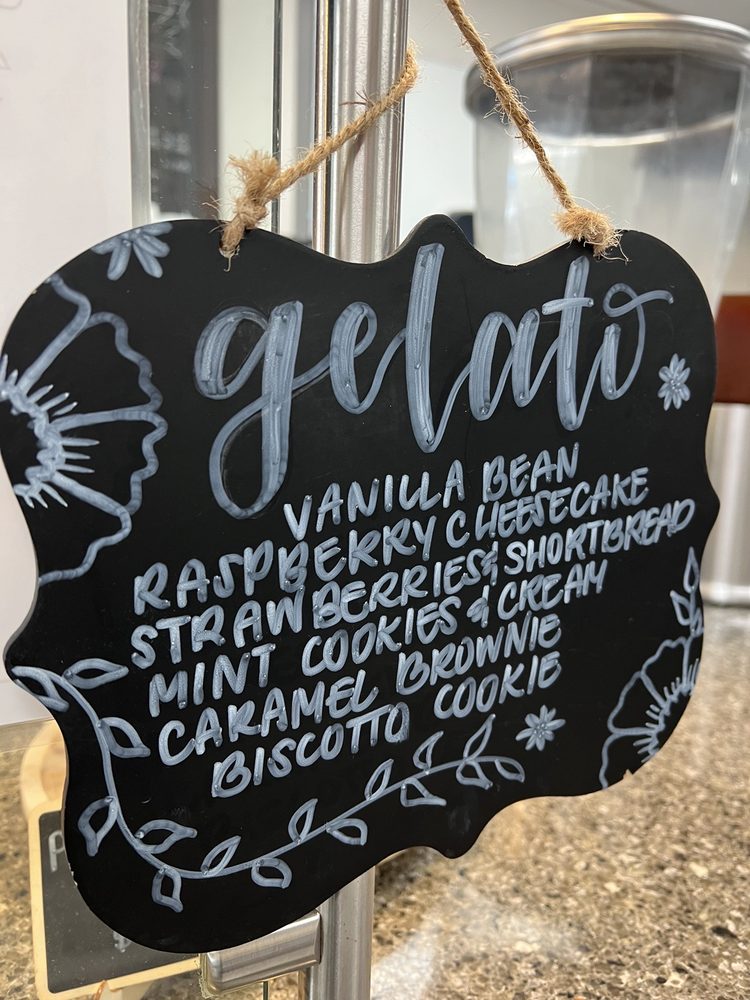 gelato
VANILLA BEAN
RASPBERRY CHEESECAKE
STRAWBERRIES & SHORTBREAD
MINT COOKIES & CREAM
CARAMEL BROWNIE
BISCOTTO COOKIE